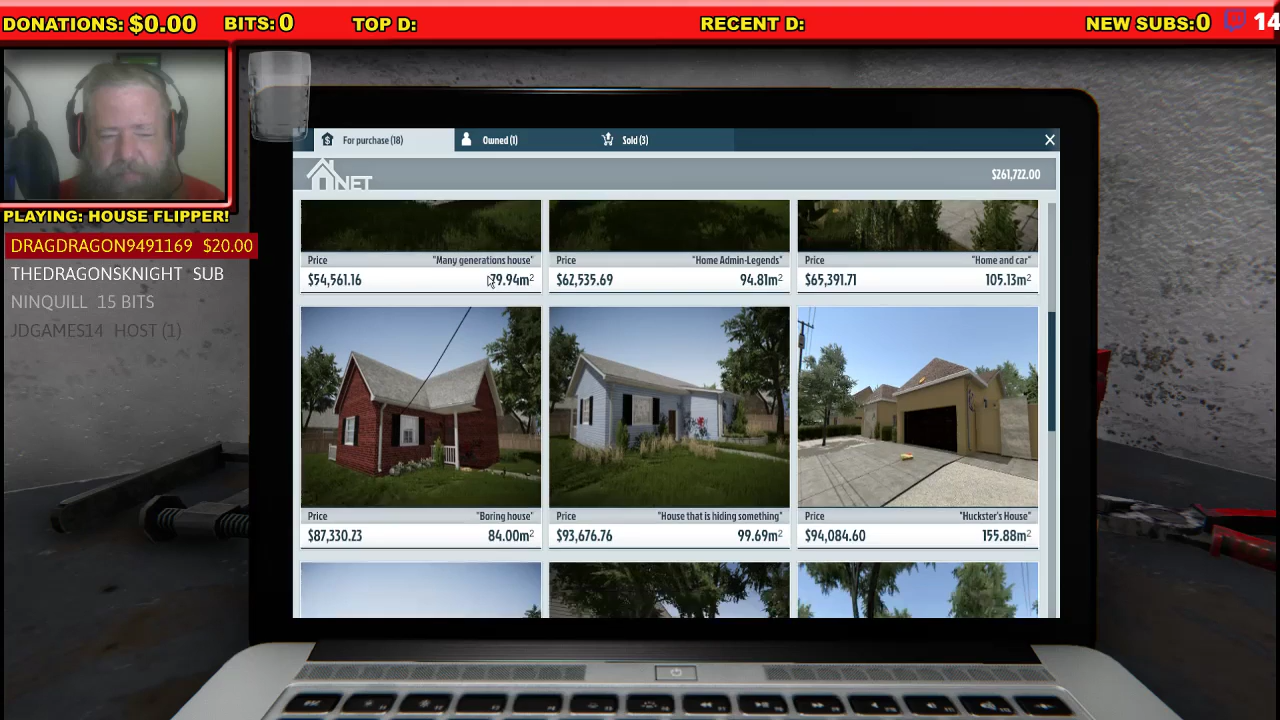 DONATIONS: $0.00 BITS: 0 TOP D: RECENT D: NEW SUBS: 0 14
For purchase (18) Owned (1) Sold (3)
NET $261,722.00
PLAYING: HOUSE FLIPPER!
DRAGDRAGON9491169 $20.00
THEDRAGONSKNIGHT SUB
NINQUILL 15 BITS
JDGAMES14 HOST (1)
Price "Many generations house"
$54,561.16 79.94m²
Price "Home Admin-Legends"
$62,535.69 94.81m²
Price "Home and car"
$65,391.71 105.13m²
Price "Boring house"
$87,330.23 84.00m²
Price "House that is hiding something"
$93,676.76 99.69m²
Price "Huckster's House"
$94,084.60 155.88m²